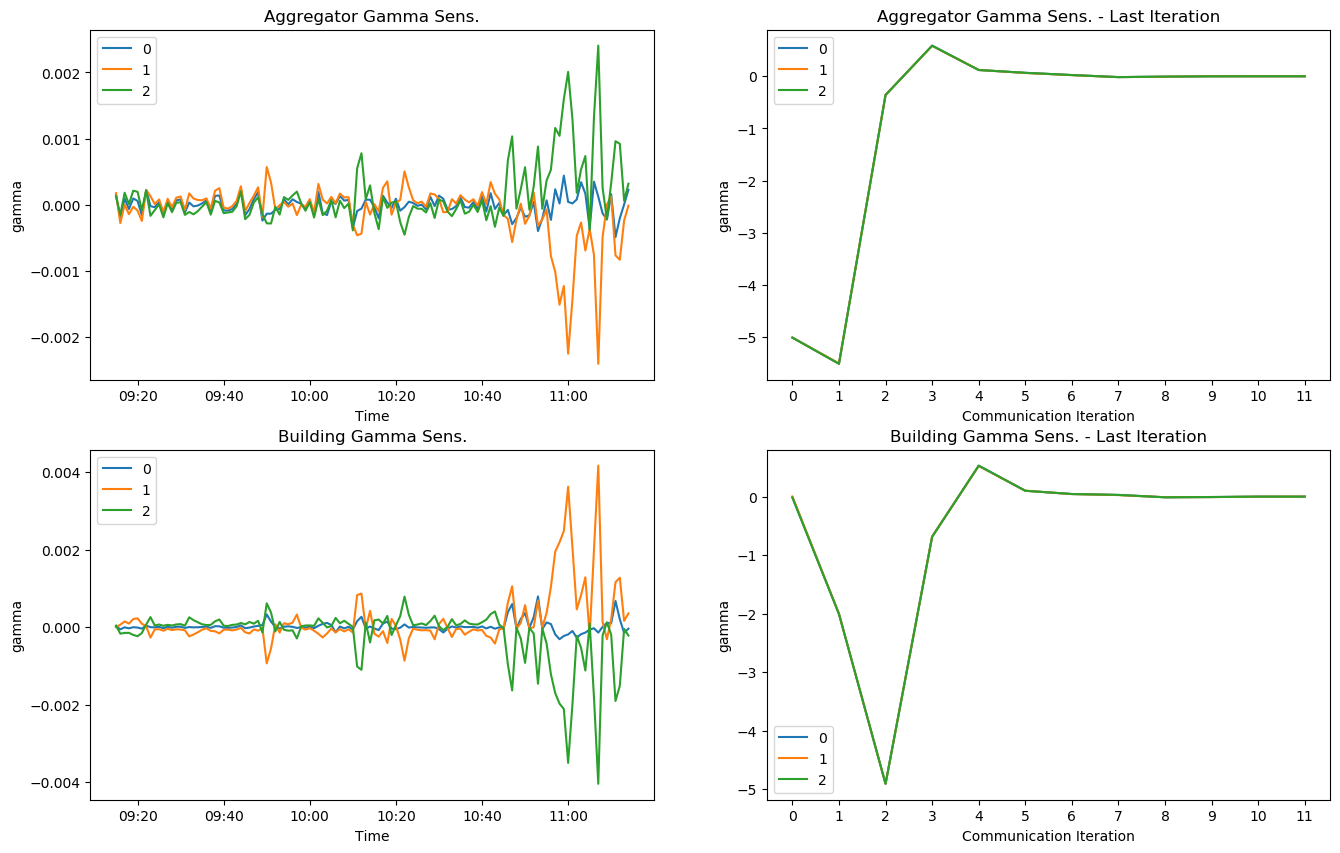 Aggregator Gamma Sens.
0
1
2
0.002
0.001
0.000
−0.001
−0.002
gamma
09:20 09:40 10:00 10:20 10:40 11:00
Time
Aggregator Gamma Sens. - Last Iteration
0
1
2
0
−1
−2
−3
−4
−5
gamma
0 1 2 3 4 5 6 7 8 9 10 11
Communication Iteration
Building Gamma Sens.
0
1
2
0.004
0.002
0.000
−0.002
−0.004
gamma
09:20 09:40 10:00 10:20 10:40 11:00
Time
Building Gamma Sens. - Last Iteration
0
−1
−2
−3
−4
−5
gamma
0
1
2
0 1 2 3 4 5 6 7 8 9 10 11
Communication Iteration